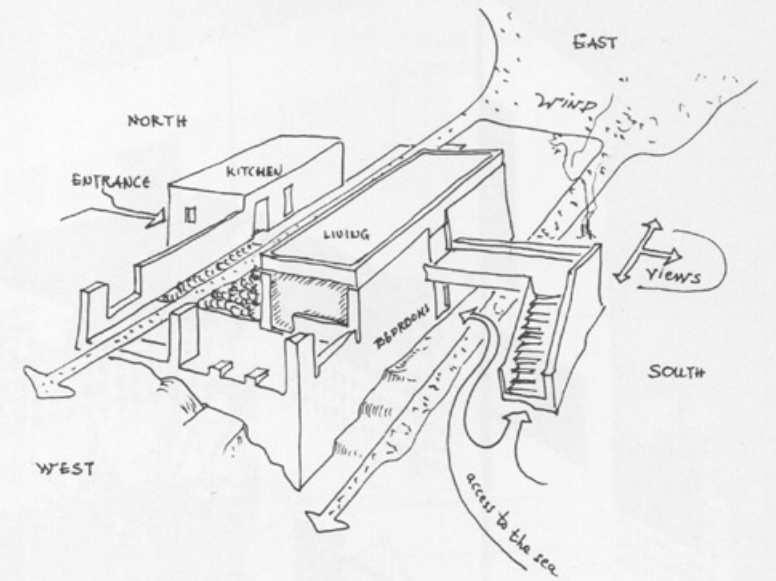 EAST
WIND
NORTH
KITCHEN
ENTRANCE
LIVING
VIEWS
BEDROOMS
SOUTH
WEST
access to the sea